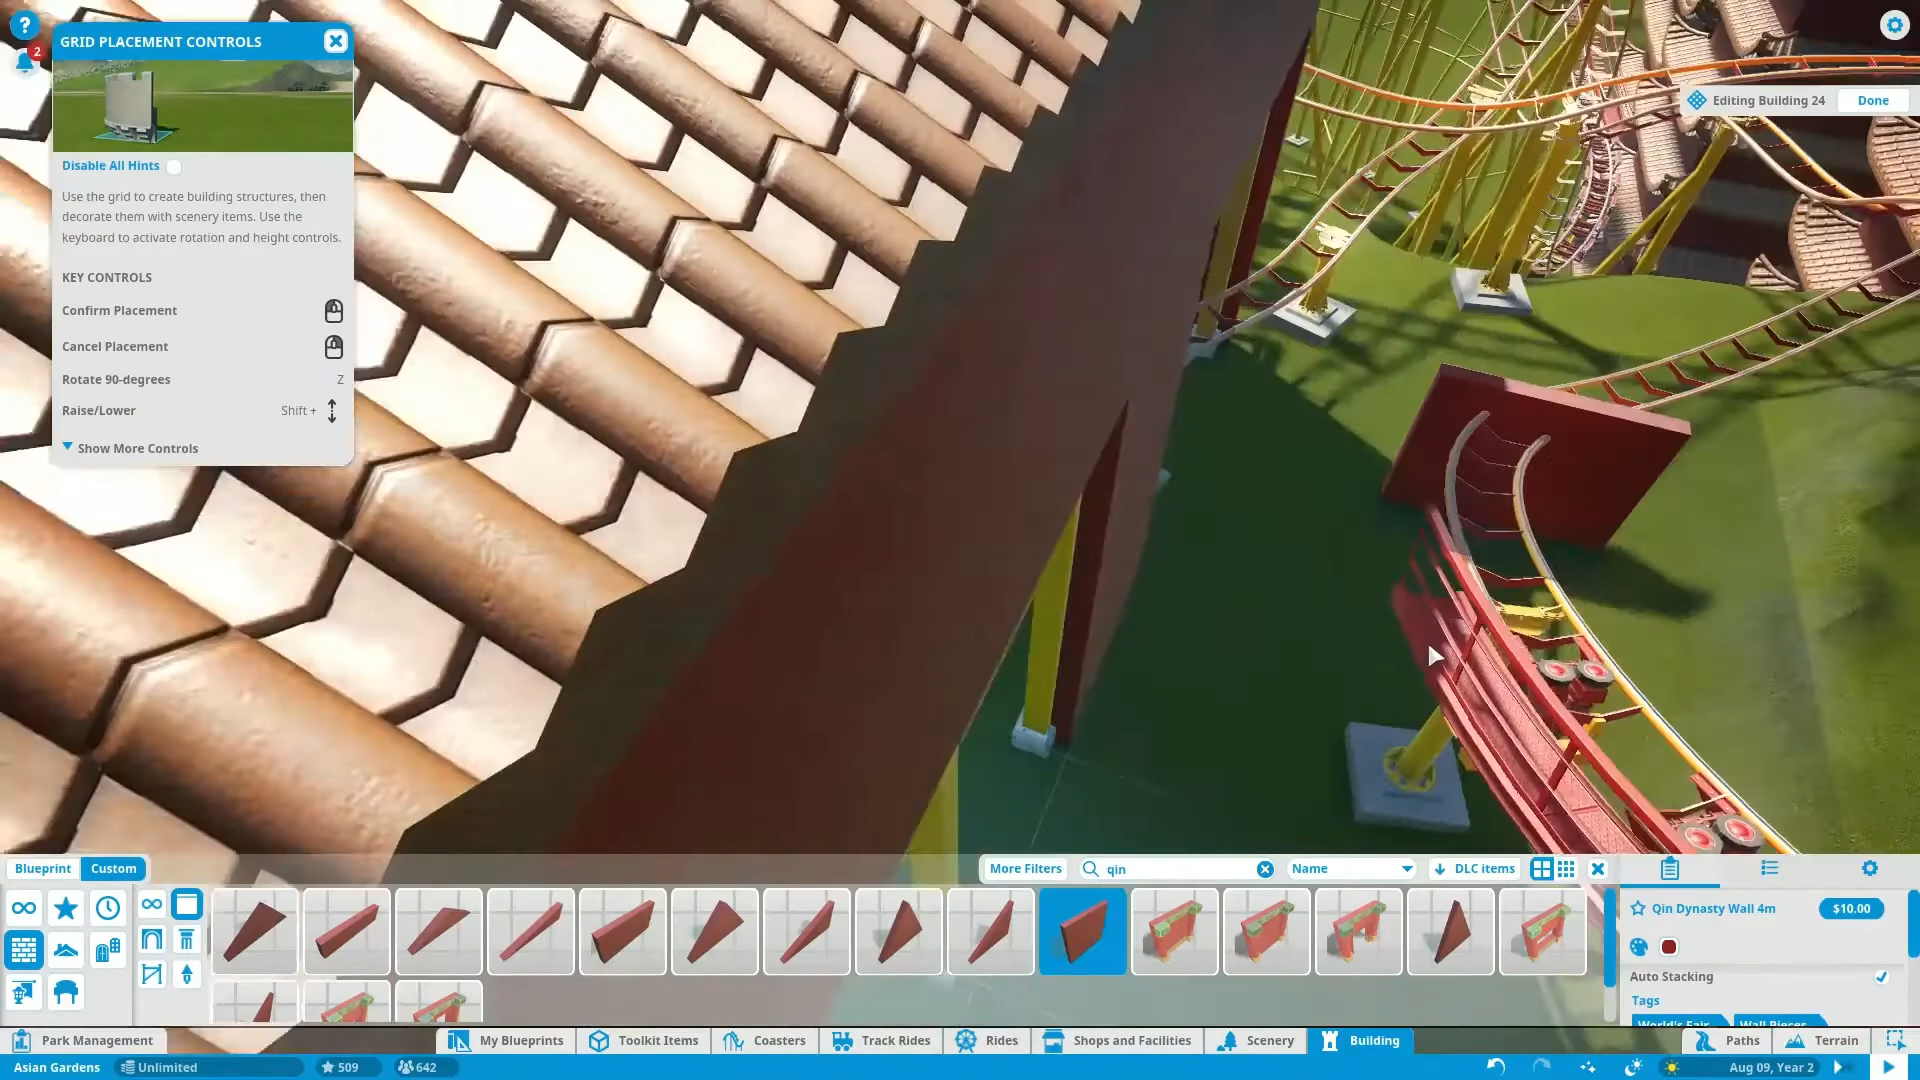 ?
2
GRID PLACEMENT CONTROLS
Disable All Hints
Use the grid to create building structures, then
decorate them with scenery items. Use the
keyboard to activate rotation and height controls.
KEY CONTROLS
Confirm Placement
Cancel Placement
Rotate 90-degrees Z
Raise/Lower Shift +
Show More Controls
Editing Building 24 Done
Blueprint Custom
More Filters qin Name DLC items
Qin Dynasty Wall 4m $10.00
Auto Stacking
Tags
World's Fair Wall Pieces
Park Management My Blueprints Toolkit Items Coasters Track Rides Rides Shops and Facilities Scenery Building Paths Terrain
Asian Gardens Unlimited 509 642 Aug 09, Year 2